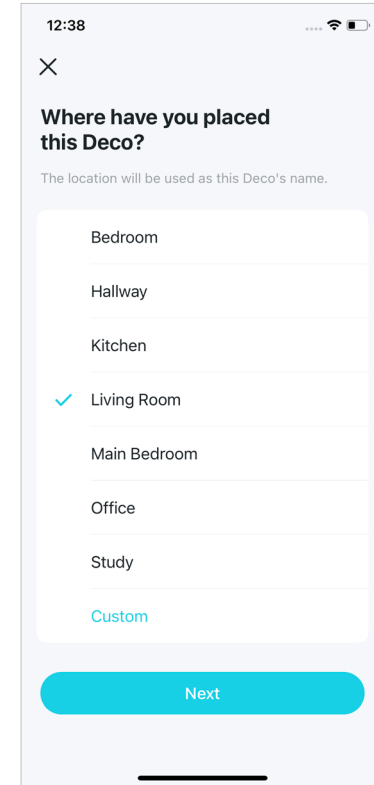 12:38
Where have you placed
this Deco?
The location will be used as this Deco's name.
Bedroom
Hallway
Kitchen
Living Room
Main Bedroom
Office
Study
Custom
Next